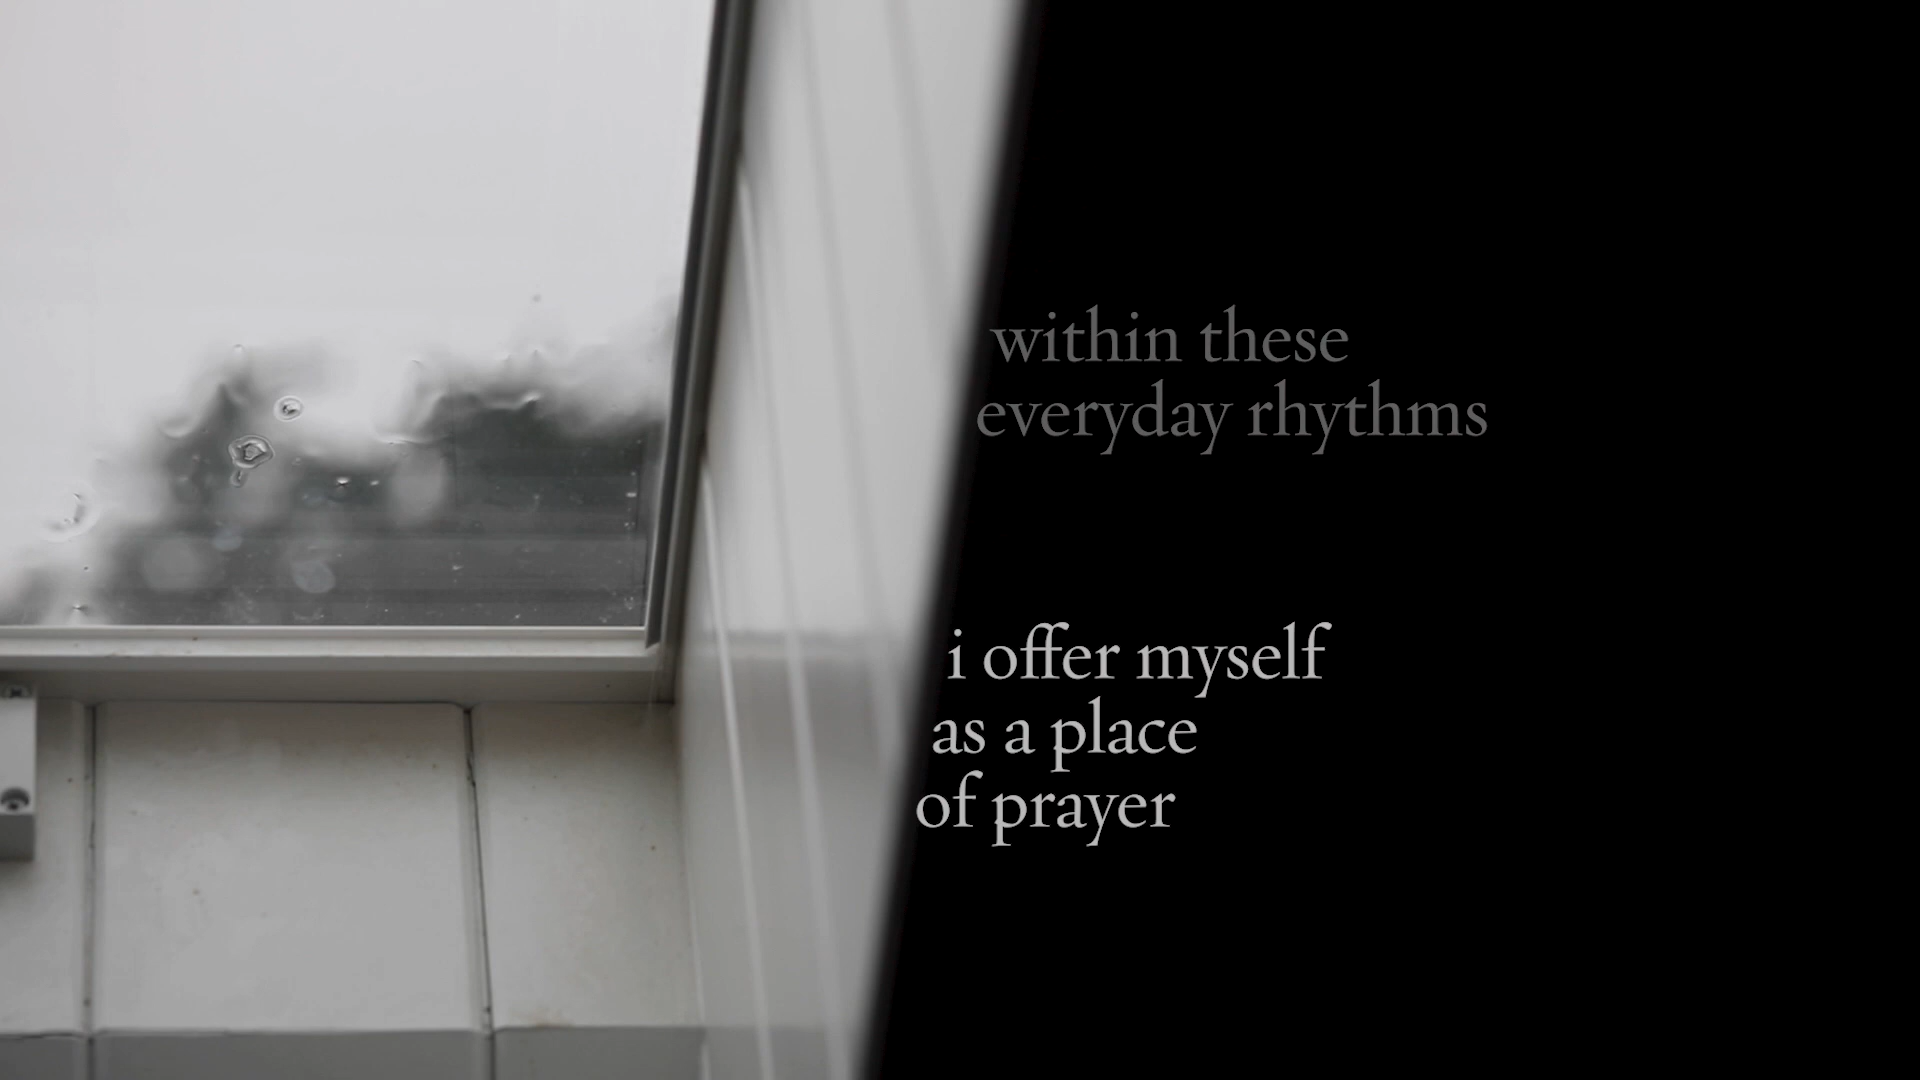 within these
everyday rhythms
i offer myself
as a place
of prayer